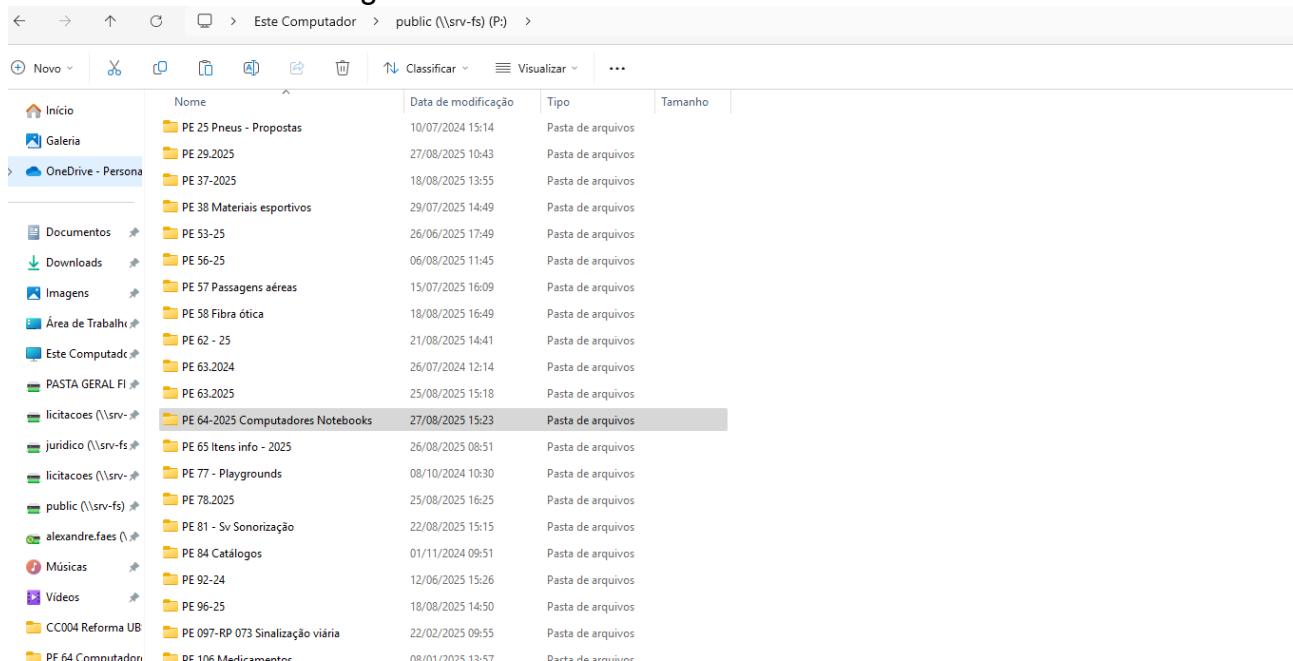 Este Computador > public (\\srv-fs) (P:) >
Novo Classificar Visualizar ...
Nome Data de modificação Tipo Tamanho
Início
Galeria
OneDrive - Persona
Documentos
Downloads
Imagens
Área de Trabalho
Este Computado
PASTA GERAL FI
licitacoes (\\srv-
juridico (\\srv-fs
licitacoes (\\srv-
public (\\srv-fs)
alexandre.faes (\
Músicas
Vídeos
CC004 Reforma UB
PE 64 Computador
PE 25 Pneus - Propostas 10/07/2024 15:14 Pasta de arquivos
PE 29.2025 27/08/2025 10:43 Pasta de arquivos
PE 37-2025 18/08/2025 13:55 Pasta de arquivos
PE 38 Materiais esportivos 29/07/2025 14:49 Pasta de arquivos
PE 53-25 26/06/2025 17:49 Pasta de arquivos
PE 56-25 06/08/2025 11:45 Pasta de arquivos
PE 57 Passagens aéreas 15/07/2025 16:09 Pasta de arquivos
PE 58 Fibra ótica 18/08/2025 16:49 Pasta de arquivos
PE 62 - 25 21/08/2025 14:41 Pasta de arquivos
PE 63.2024 26/07/2024 12:14 Pasta de arquivos
PE 63.2025 25/08/2025 15:18 Pasta de arquivos
PE 64-2025 Computadores Notebooks 27/08/2025 15:23 Pasta de arquivos
PE 65 Itens info - 2025 26/08/2025 08:51 Pasta de arquivos
PE 77 - Playgrounds 08/10/2024 10:30 Pasta de arquivos
PE 78.2025 25/08/2025 16:25 Pasta de arquivos
PE 81 - Sv Sonorização 22/08/2025 15:15 Pasta de arquivos
PE 84 Catálogos 01/11/2024 09:51 Pasta de arquivos
PE 92-24 12/06/2025 15:26 Pasta de arquivos
PE 96-25 18/08/2025 14:50 Pasta de arquivos
PE 097-RP 073 Sinalização viária 22/02/2025 09:55 Pasta de arquivos
PE 106 Medicamentos 08/01/2025 13:57 Pasta de arquivos